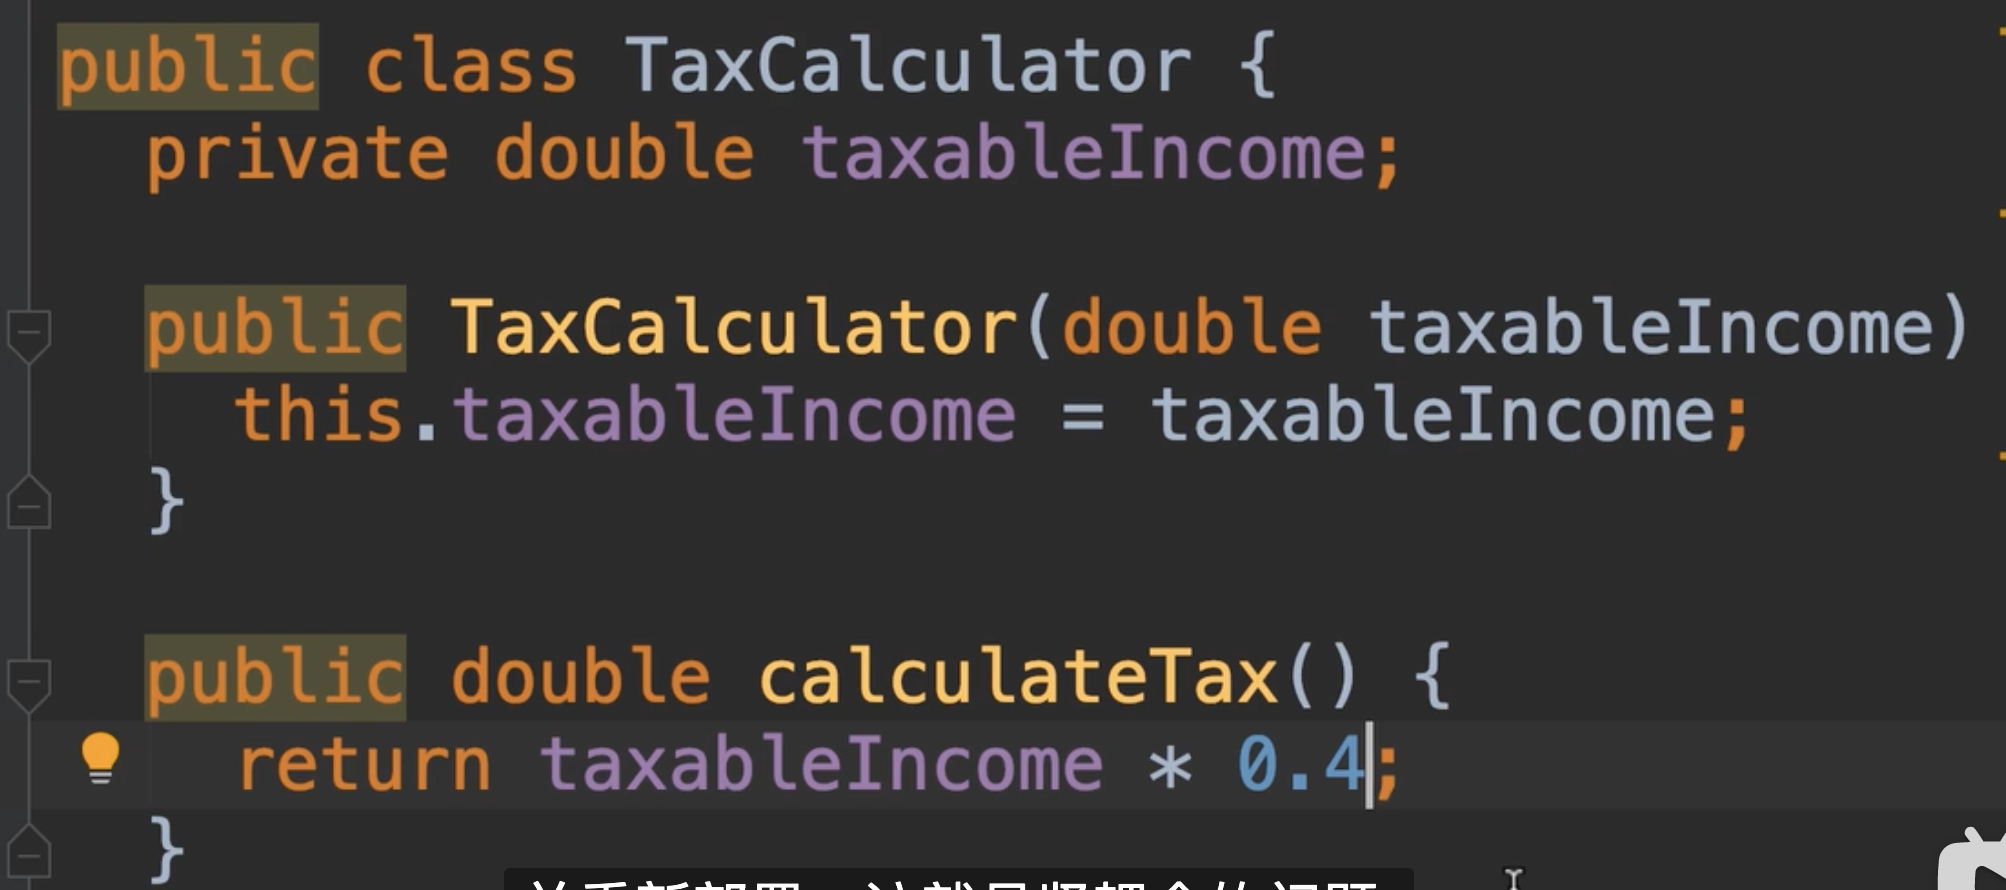 public class TaxCalculator {
private double taxableIncome;
public TaxCalculator(double taxableIncome)
this.taxableIncome = taxableIncome;
}
public double calculateTax() {
return taxableIncome * 0.4;
}